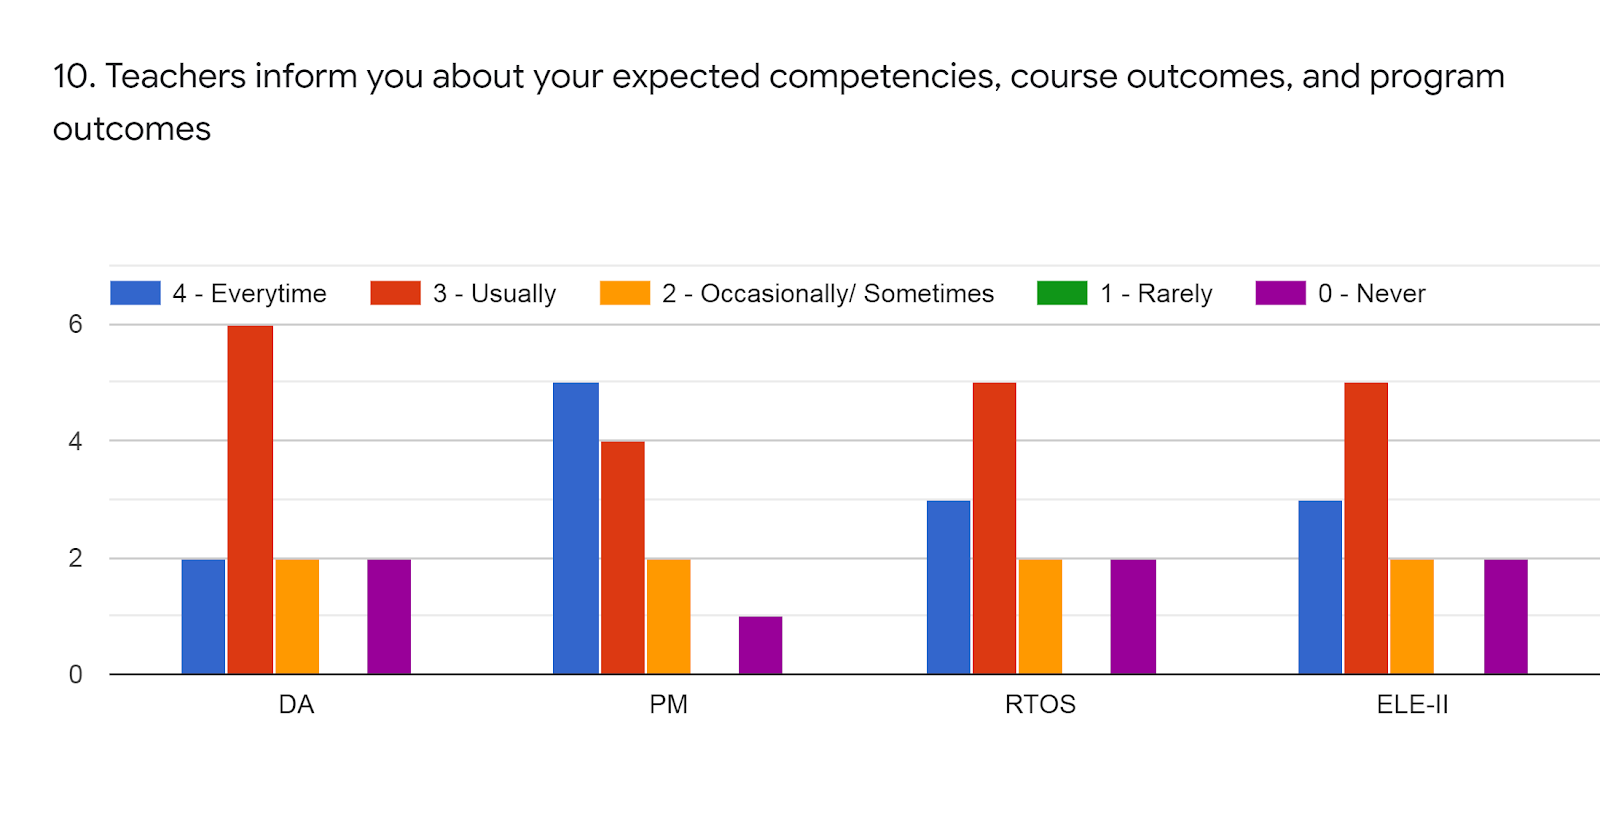 10. Teachers inform you about your expected competencies, course outcomes, and program
outcomes
4 - Everytime 3 - Usually 2 - Occasionally/ Sometimes 1 - Rarely 0 - Never
6
4
2
0
DA PM RTOS ELE-II